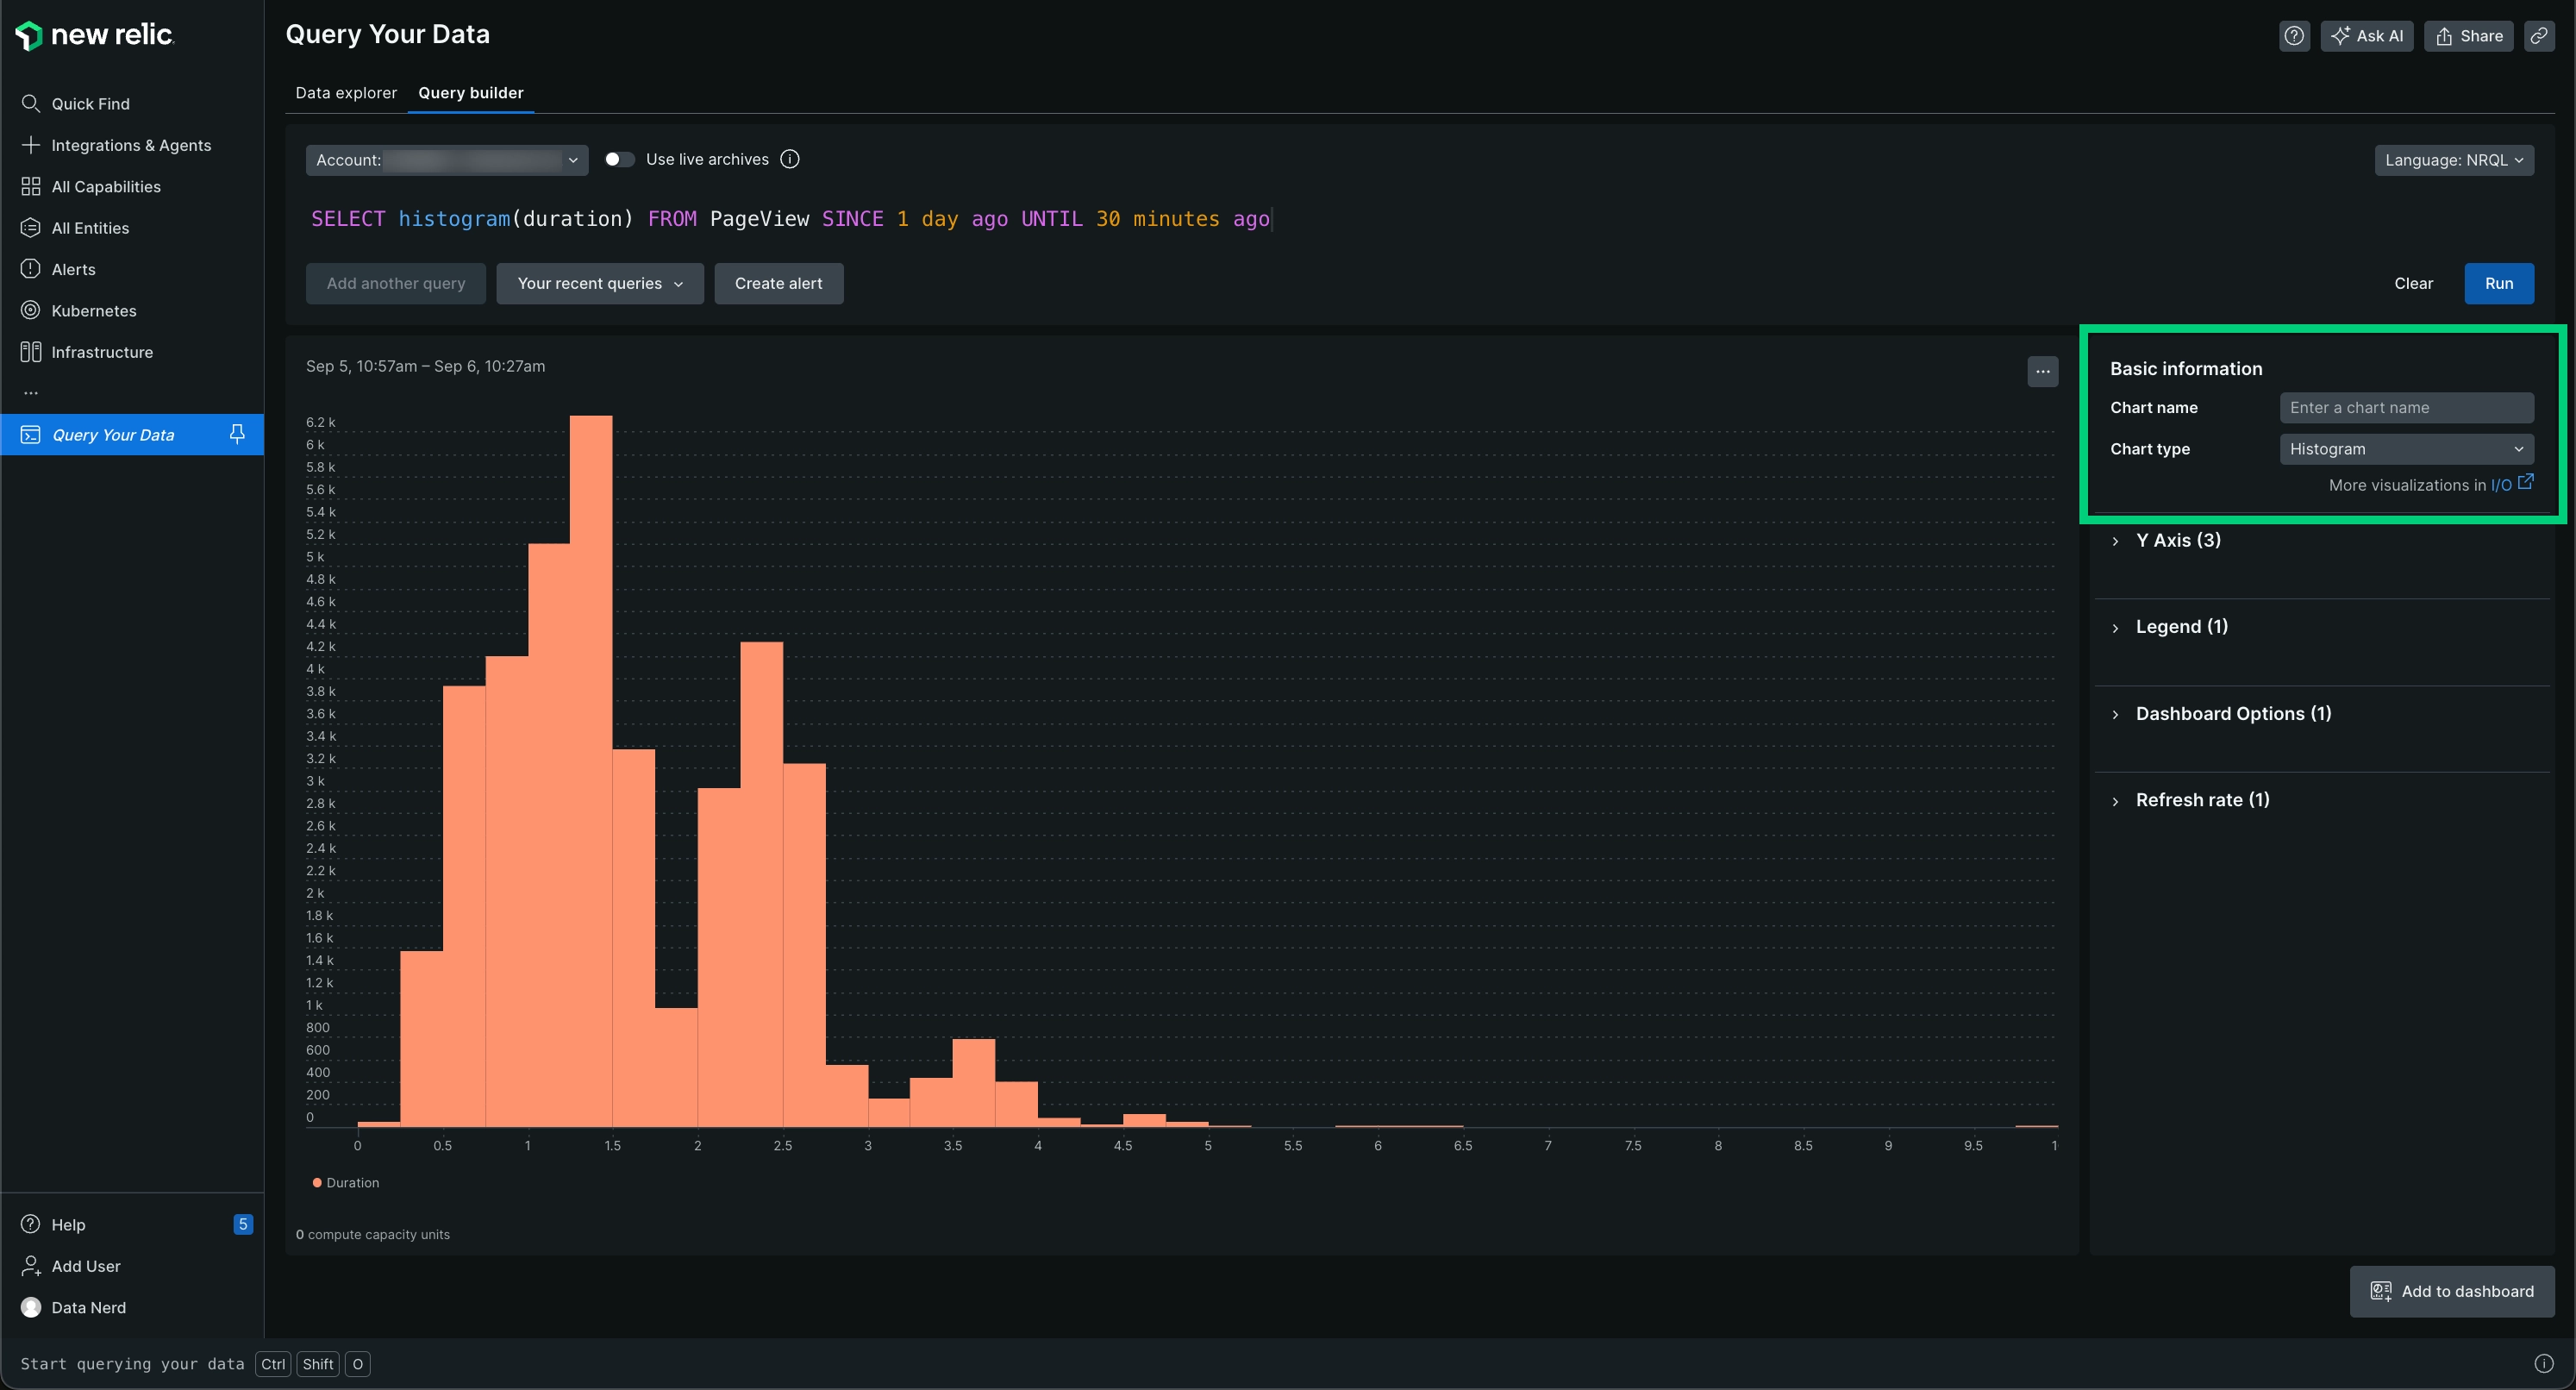 new relic
Quick Find
Integrations & Agents
All Capabilities
All Entities
Alerts
Kubernetes
Infrastructure
...
Query Your Data
Help 5
Add User
Data Nerd
Query Your Data
Ask AI
Share
Data explorer
Query builder
Account:
Use live archives
Language: NRQL
SELECT histogram(duration) FROM PageView SINCE 1 day ago UNTIL 30 minutes ago
Add another query
Your recent queries
Create alert
Clear
Run
Sep 5, 10:57am – Sep 6, 10:27am
...
6.2 k
6 k
5.8 k
5.6 k
5.4 k
5.2 k
5 k
4.8 k
4.6 k
4.4 k
4.2 k
4 k
3.8 k
3.6 k
3.4 k
3.2 k
3 k
2.8 k
2.6 k
2.4 k
2.2 k
2 k
1.8 k
1.6 k
1.4 k
1.2 k
1 k
800
600
400
200
0
0 0.5 1 1.5 2 2.5 3 3.5 4 4.5 5 5.5 6 6.5 7 7.5 8 8.5 9 9.5 1
Duration
0 compute capacity units
Basic information
Chart name Enter a chart name
Chart type Histogram
More visualizations in I/O
Y Axis (3)
Legend (1)
Dashboard Options (1)
Refresh rate (1)
Add to dashboard
Start querying your data Ctrl Shift O